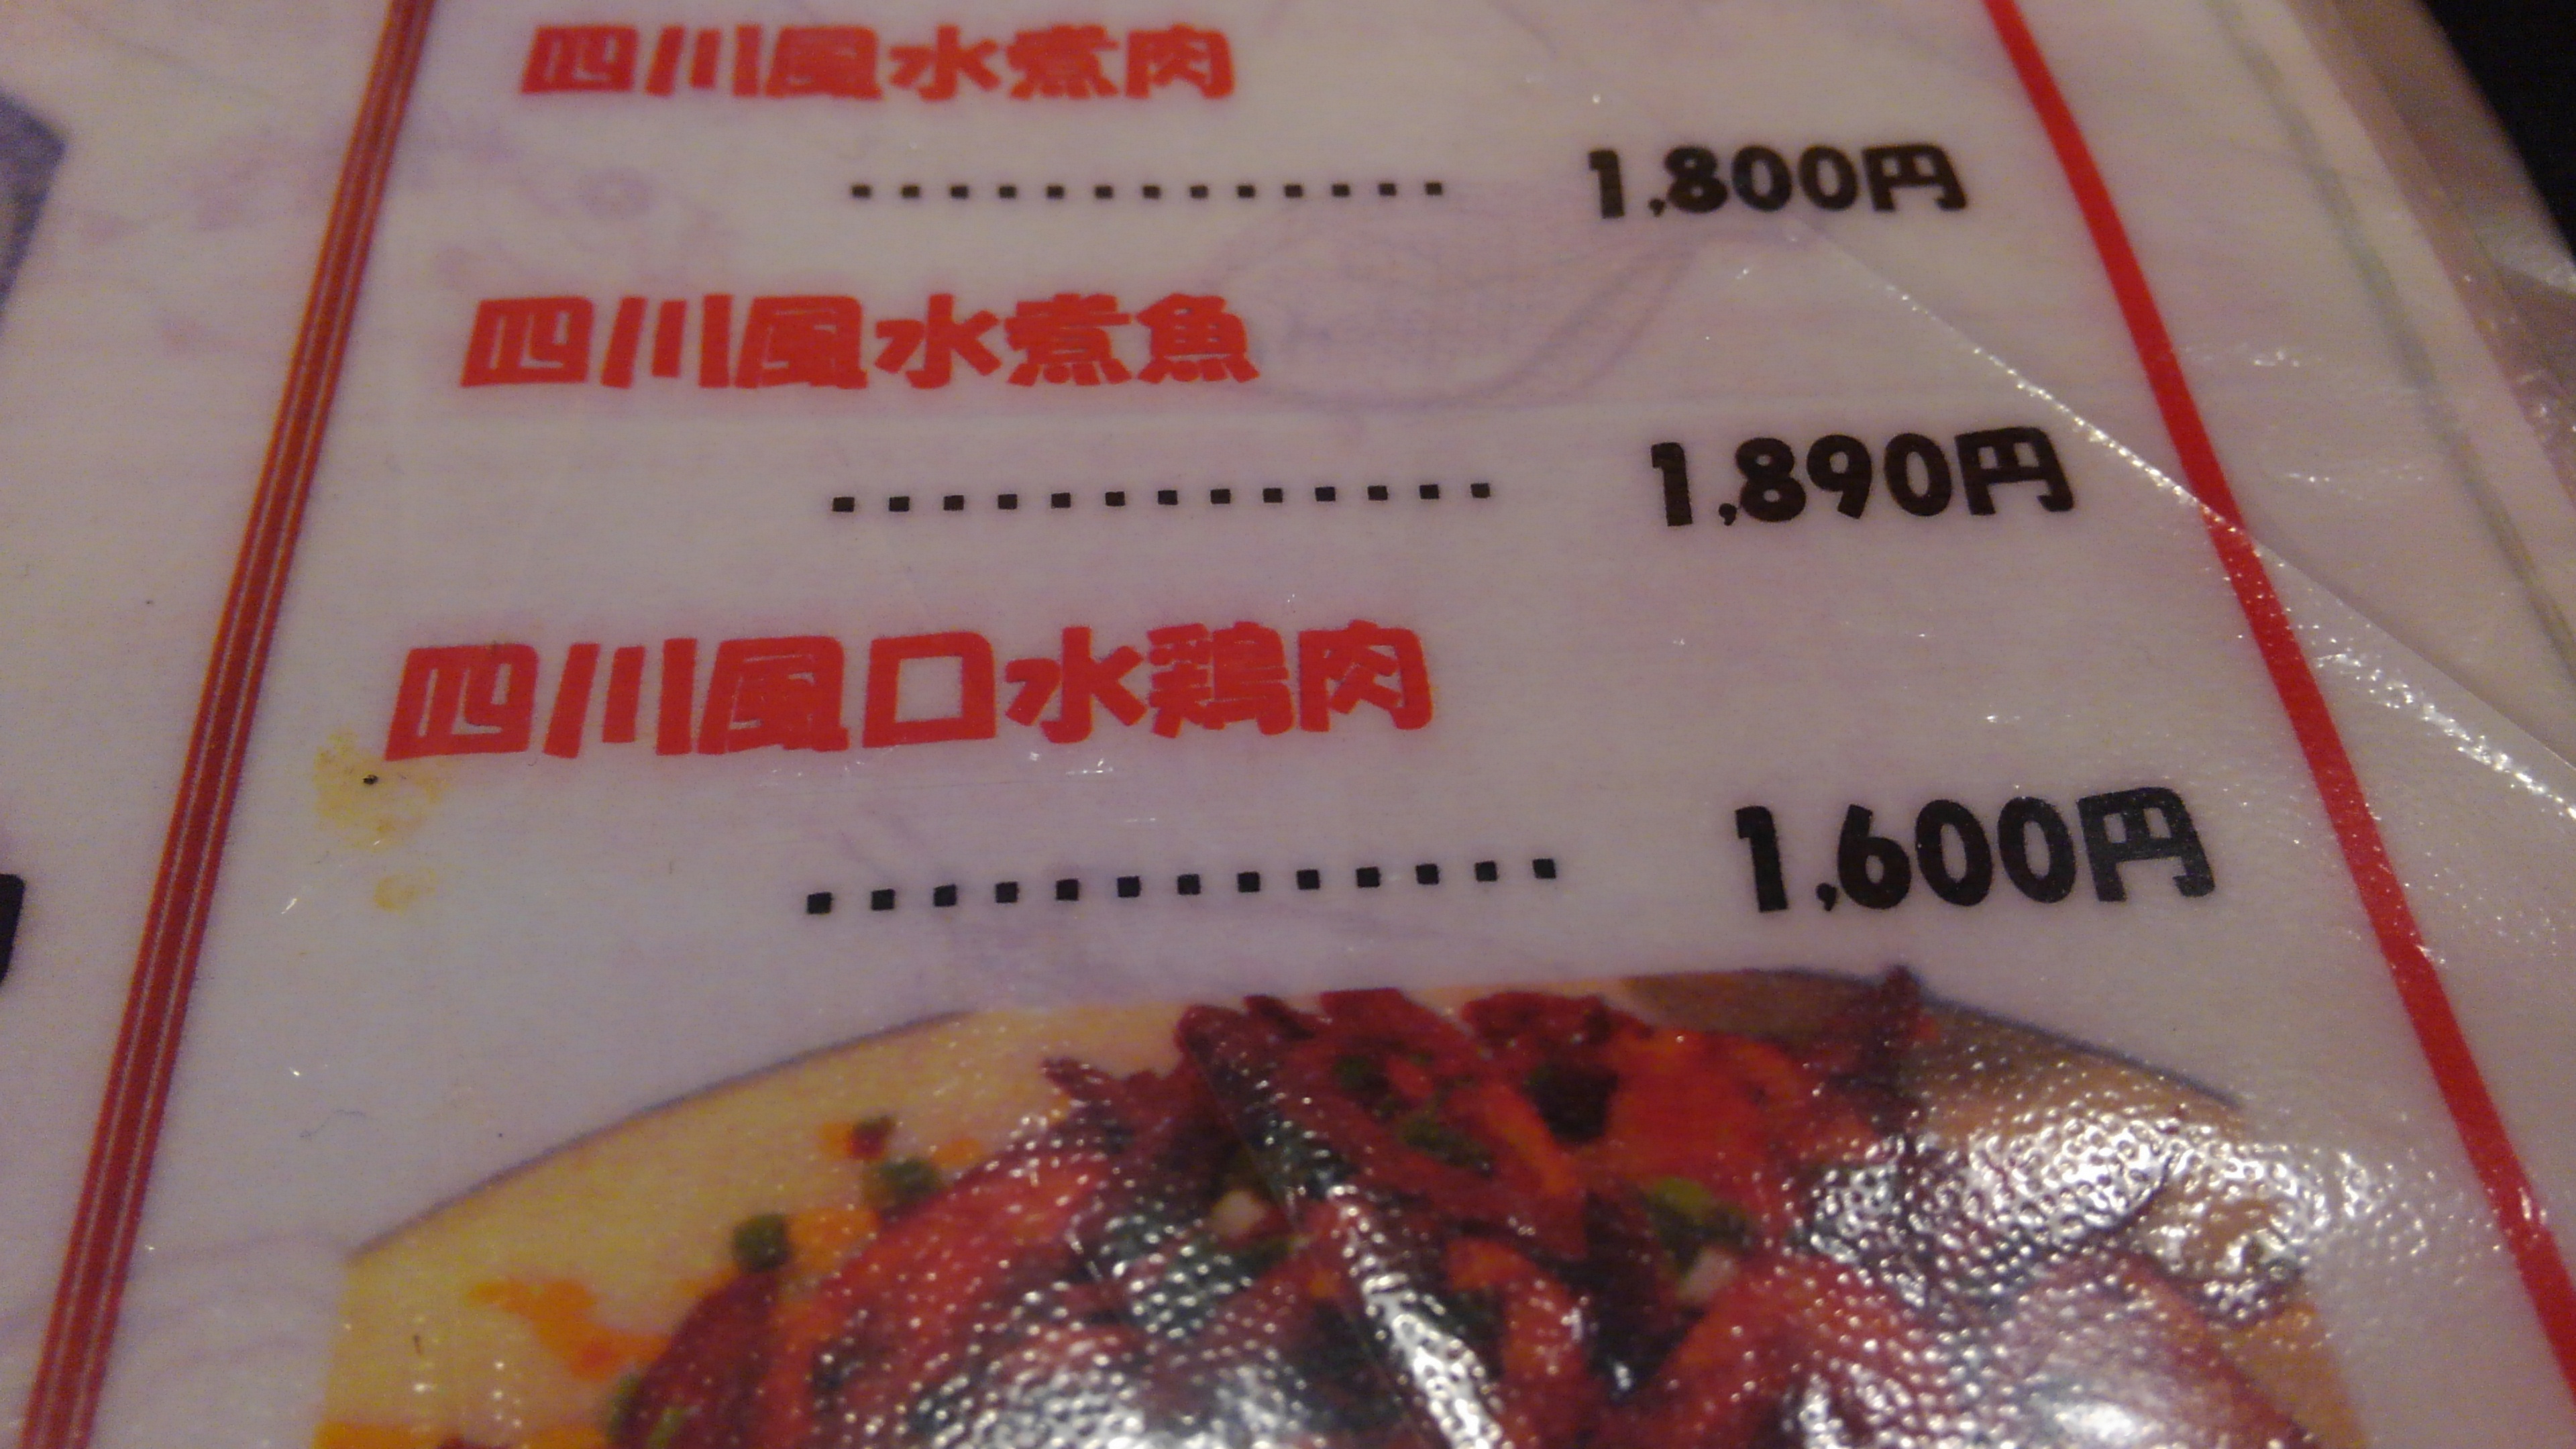 四川風水煮肉
.............1,800円
四川風水煮魚
.............1,890円
四川風口水鶏肉
.............1,600円